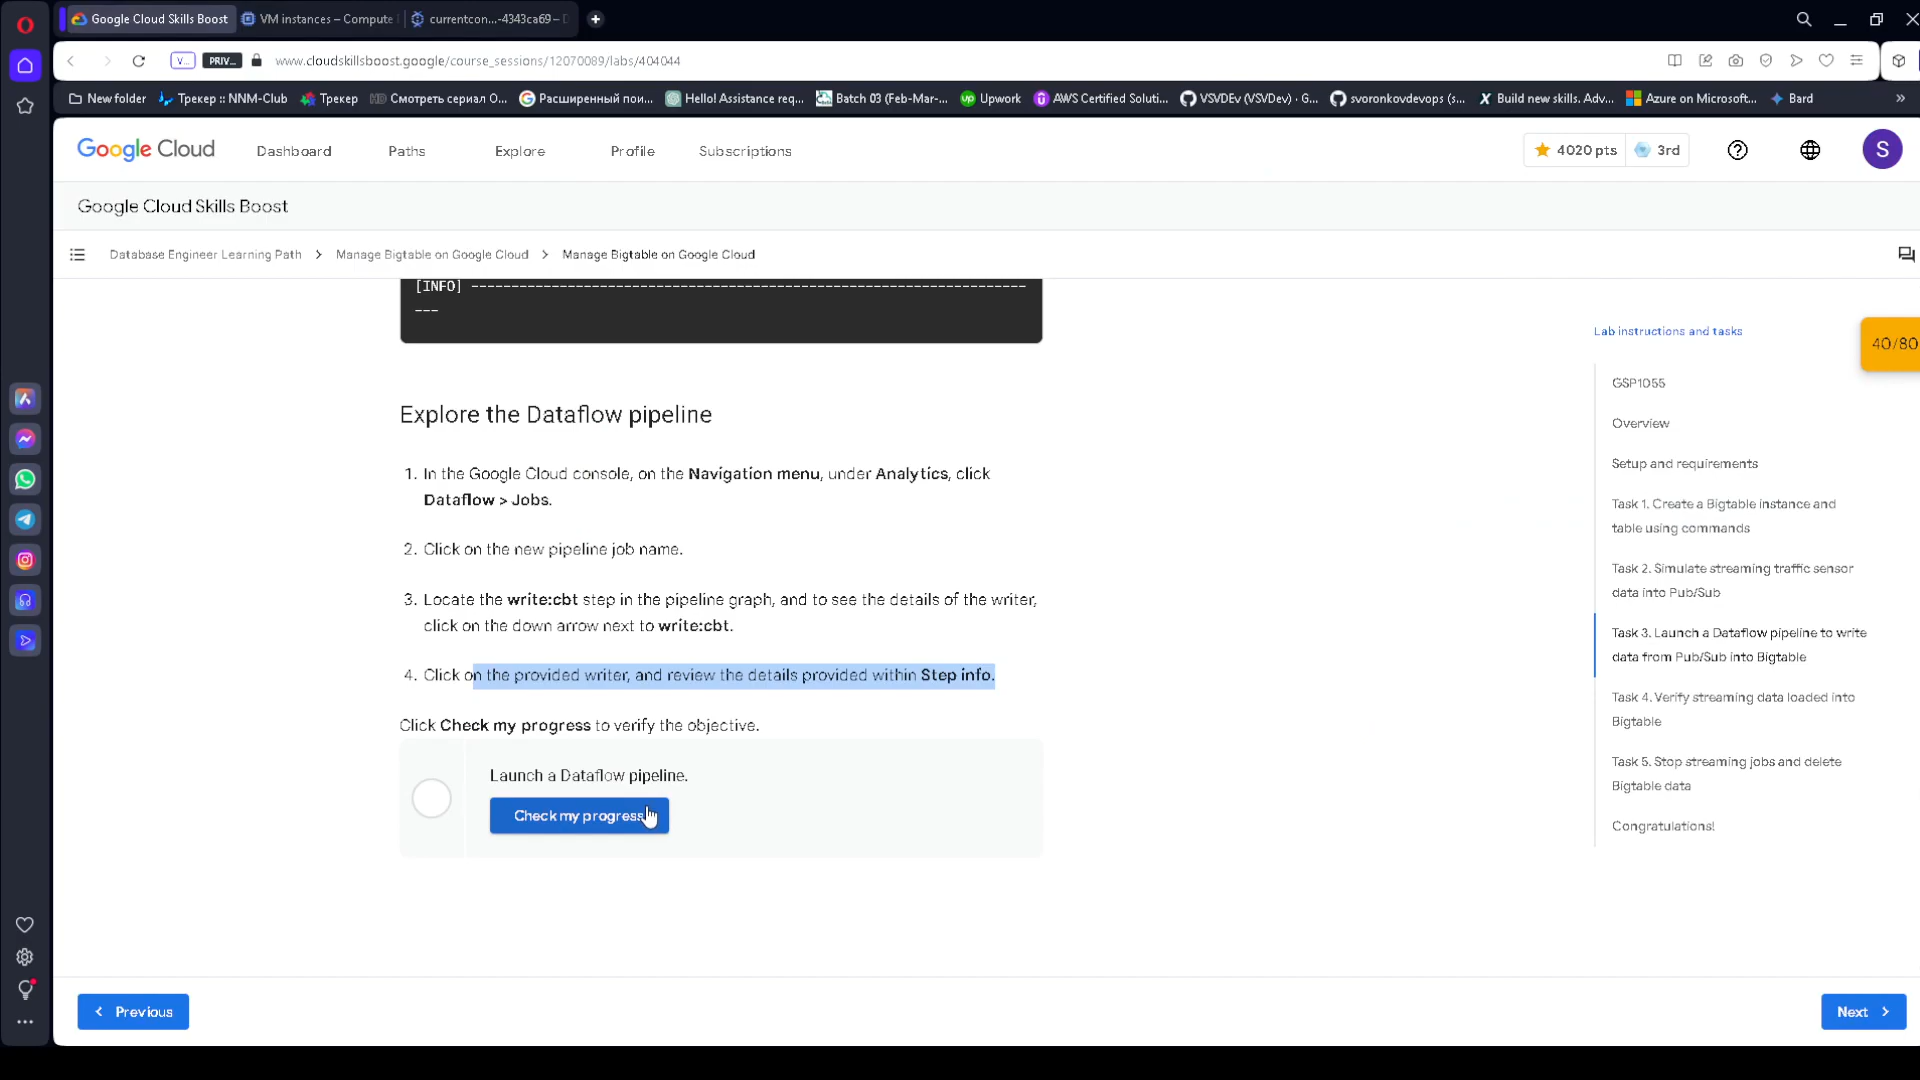 Google Cloud Skills Boost
VM instances – Compute
currentcon...-4343ca69 – D
V...
PRIV...
www.cloudskillsboost.google/course_sessions/12070089/labs/404044
New folder
Трекер :: NNM-Club
Трекер
HD
Смотреть сериал О...
Расширенный пои...
Hello! Assistance req...
Batch 03 (Feb-Mar-...
Upwork
AWS Certified Soluti...
VSVDEv (VSVDev) · G...
svoronkovdevops (s...
Build new skills. Adv...
Azure on Microsoft...
Bard
»
Google Cloud
Dashboard
Paths
Explore
Profile
Subscriptions
4020 pts
3rd
S
Google Cloud Skills Boost
Database Engineer Learning Path > Manage Bigtable on Google Cloud > Manage Bigtable on Google Cloud
[INFO] -----------------------------------------------------------------------
---
Lab instructions and tasks
40/80
GSP1055
Overview
Setup and requirements
Task 1. Create a Bigtable instance and
table using commands
Task 2. Simulate streaming traffic sensor
data into Pub/Sub
Task 3. Launch a Dataflow pipeline to write
data from Pub/Sub into Bigtable
Task 4. Verify streaming data loaded into
Bigtable
Task 5. Stop streaming jobs and delete
Bigtable data
Congratulations!
Explore the Dataflow pipeline
1. In the Google Cloud console, on the Navigation menu, under Analytics, click
Dataflow > Jobs.
2. Click on the new pipeline job name.
3. Locate the write:cbt step in the pipeline graph, and to see the details of the writer,
click on the down arrow next to write:cbt.
4. Click on the provided writer, and review the details provided within Step info.
Click Check my progress to verify the objective.
Launch a Dataflow pipeline.
Check my progress
Previous
Next